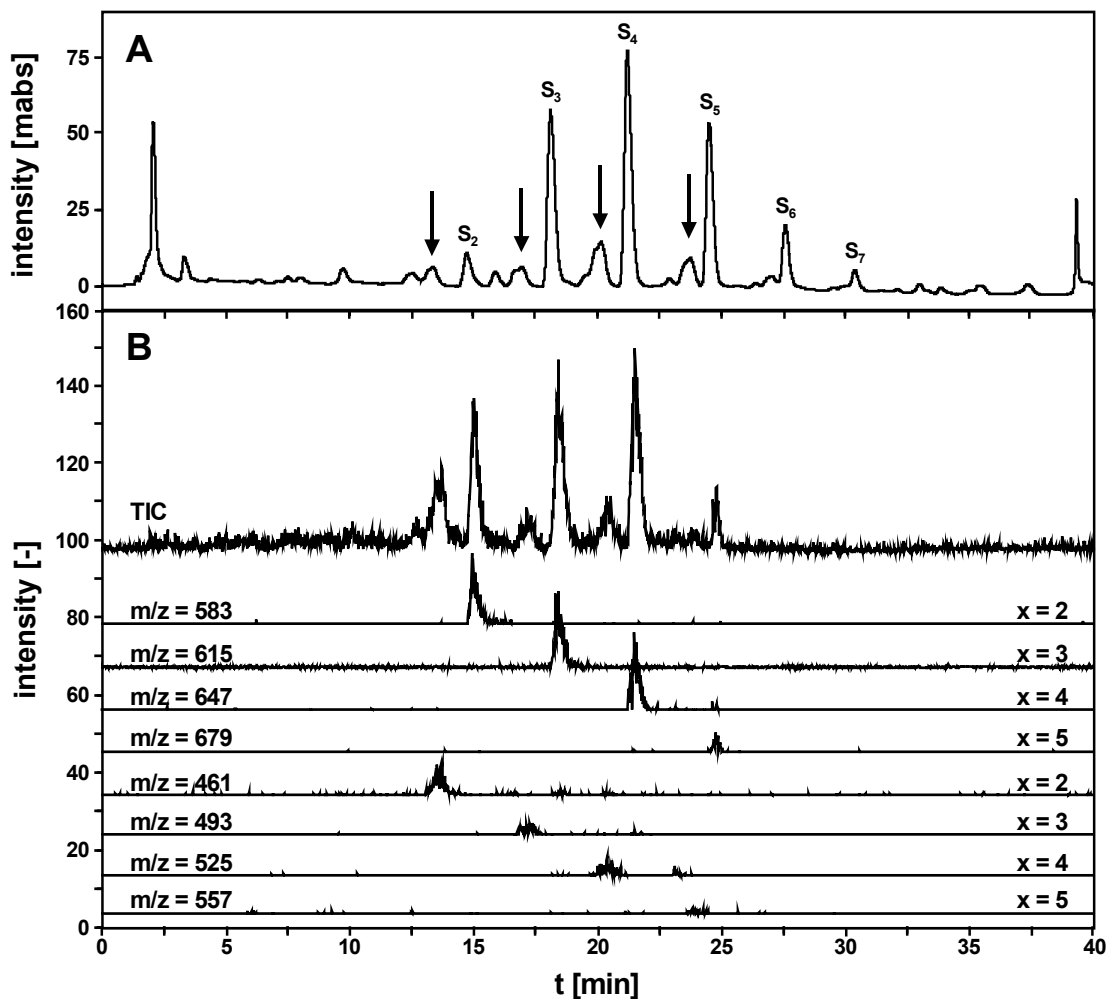 A
S₄
S₃
S₅
S₂
S₆
S₇
75
50
25
0
intensity [mabs]
160
B
140
120
TIC
100
m/z = 583 x = 2
80
m/z = 615 x = 3
60
m/z = 647 x = 4
m/z = 679 x = 5
40
m/z = 461 x = 2
m/z = 493 x = 3
20
m/z = 525 x = 4
m/z = 557 x = 5
0
intensity [-]
0 5 10 15 20 25 30 35 40
t [min]